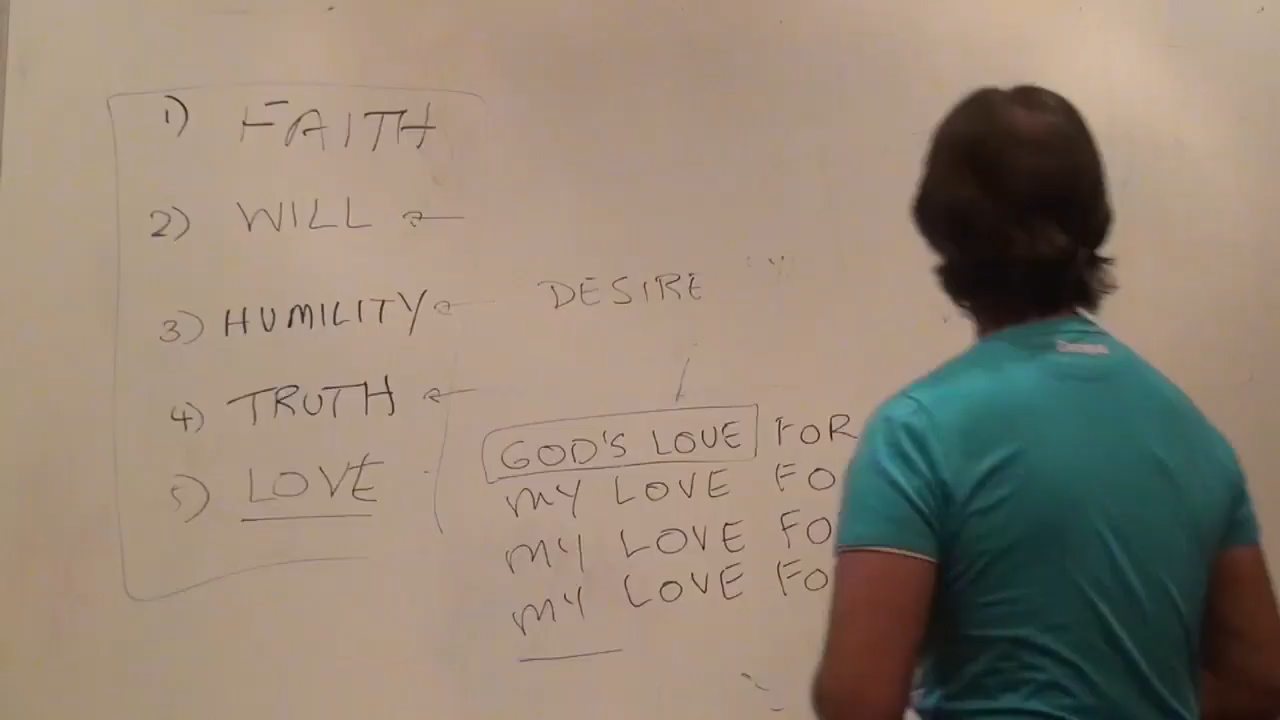 1) FAITH
2) WILL
3) HUMILITY
DESIRE
4) TRUTH
5) LOVE
GOD'S LOVE FOR
MY LOVE FO
MY LOVE FO
MY LOVE FO